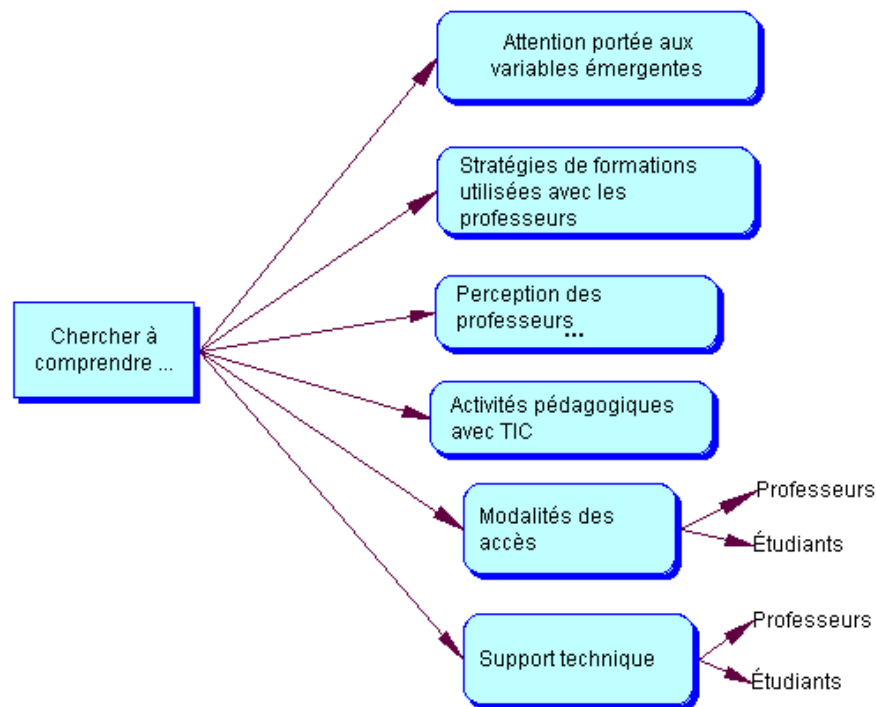 Attention portée aux
variables émergentes
Stratégies de formations
utilisées avec les
professeurs
Perception des
professeurs
...
Chercher à
comprendre ...
Activités pédagogiques
avec TIC
Modalités des
accès
Professeurs
Étudiants
Support technique
Professeurs
Étudiants